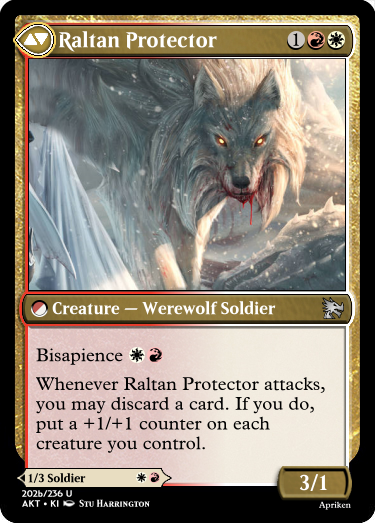 Raltan Protector 1
Creature — Werewolf Soldier
Bisapience
Whenever Raltan Protector attacks,
you may discard a card. If you do,
put a +1/+1 counter on each
creature you control.
1/3 Soldier
3/1
202b/236 U
AKT • KI Stu Harrington
Apriken